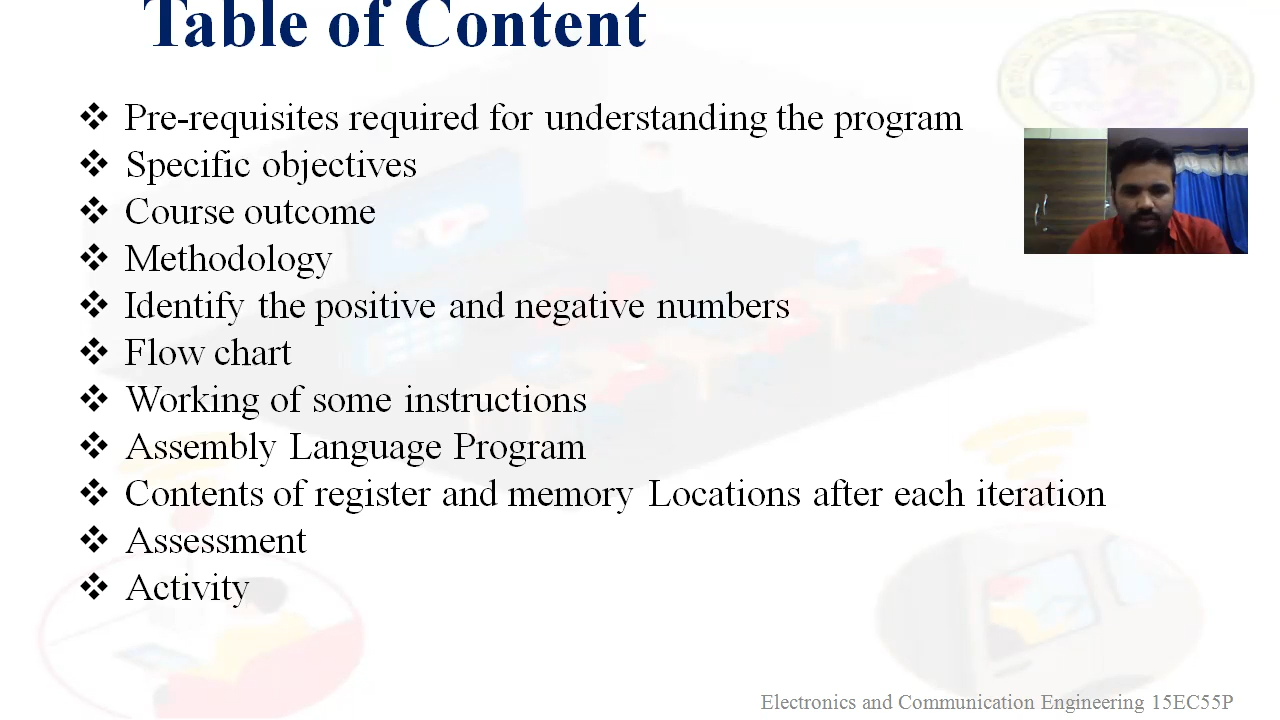 Table of Content
❖ Pre-requisites required for understanding the program
❖ Specific objectives
❖ Course outcome
❖ Methodology
❖ Identify the positive and negative numbers
❖ Flow chart
❖ Working of some instructions
❖ Assembly Language Program
❖ Contents of register and memory Locations after each iteration
❖ Assessment
❖ Activity
Electronics and Communication Engineering 15EC55P